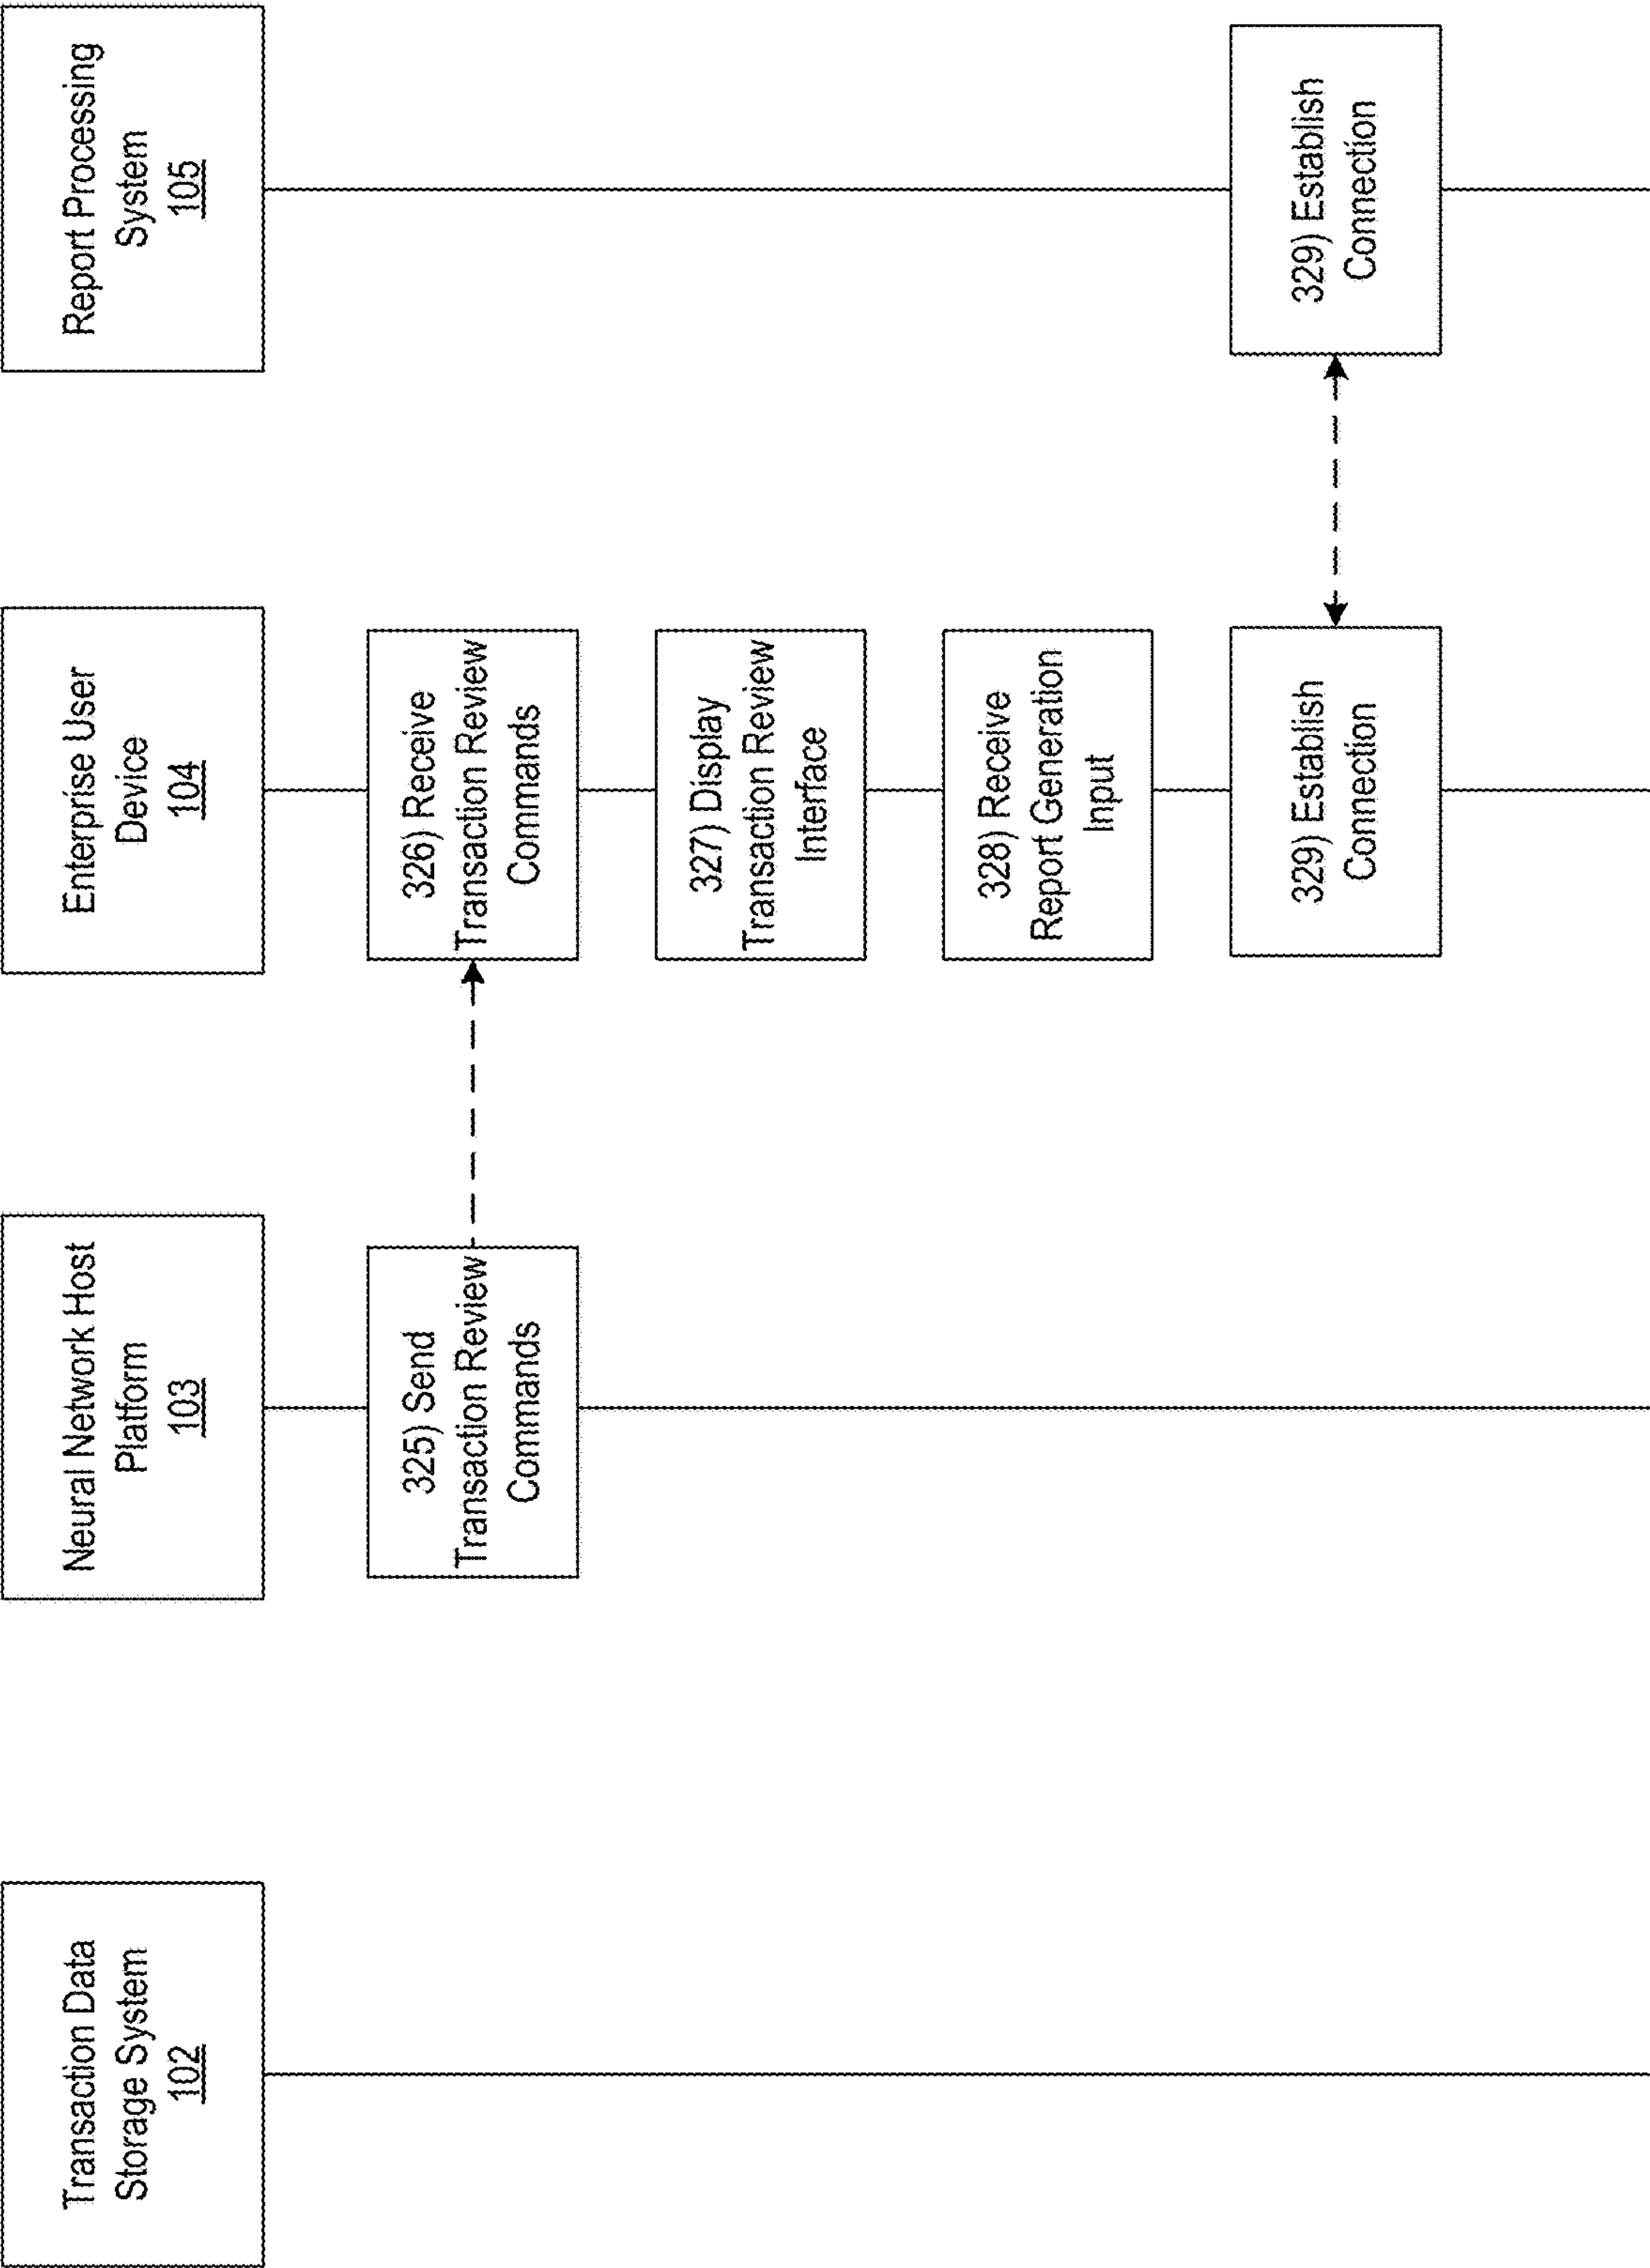 Transaction Data
Storage System
102
Neural Network Host
Platform
103
Enterprise User
Device
104
Report Processing
System
105
325) Send
Transaction Review
Commands
326) Receive
Transaction Review
Commands
327) Display
Transaction Review
Interface
328) Receive
Report Generation
Input
329) Establish
Connection
329) Establish
Connection